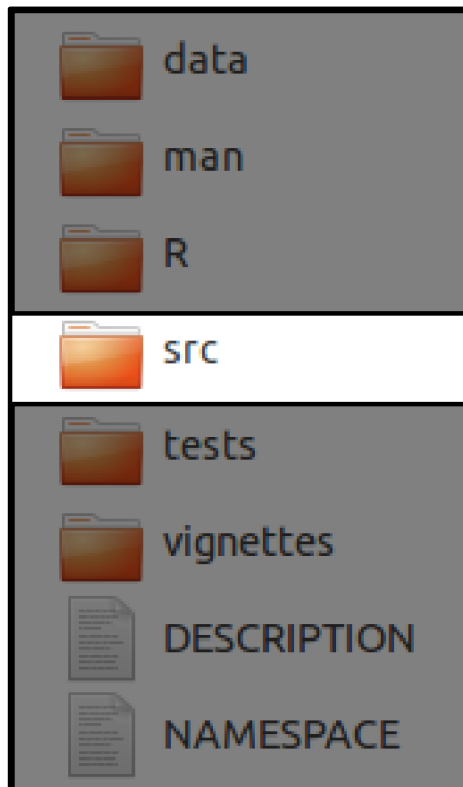 data
man
R
src
tests
vignettes
DESCRIPTION
NAMESPACE